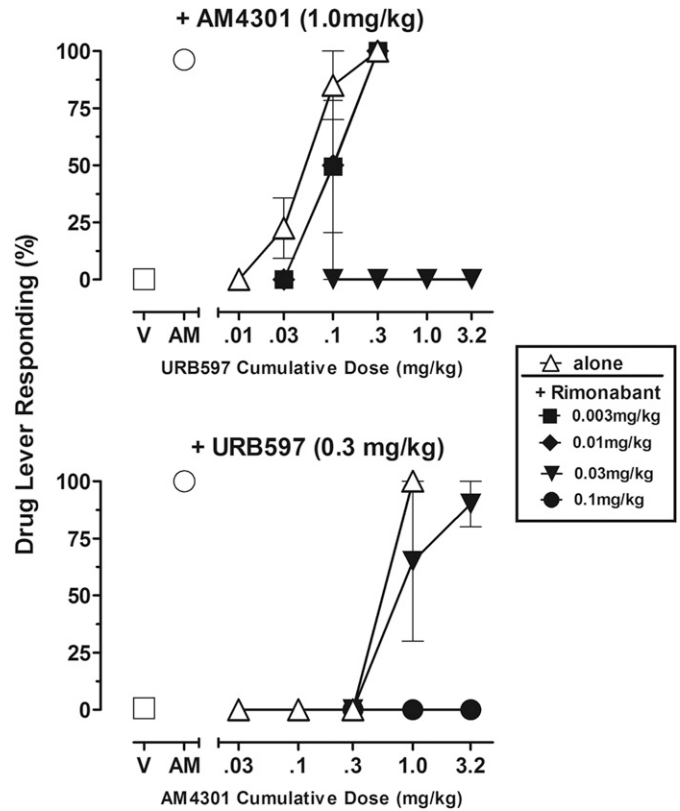 + AM4301 (1.0mg/kg)
100
75
50
25
0
V AM .01 .03 .1 .3 1.0 3.2
URB597 Cumulative Dose (mg/kg)
Drug Lever Responding (%)
alone
+ Rimonabant
0.003mg/kg
0.01mg/kg
0.03mg/kg
0.1mg/kg
+ URB597 (0.3 mg/kg)
100
75
50
25
0
V AM .03 .1 .3 1.0 3.2
AM4301 Cumulative Dose (mg/kg)